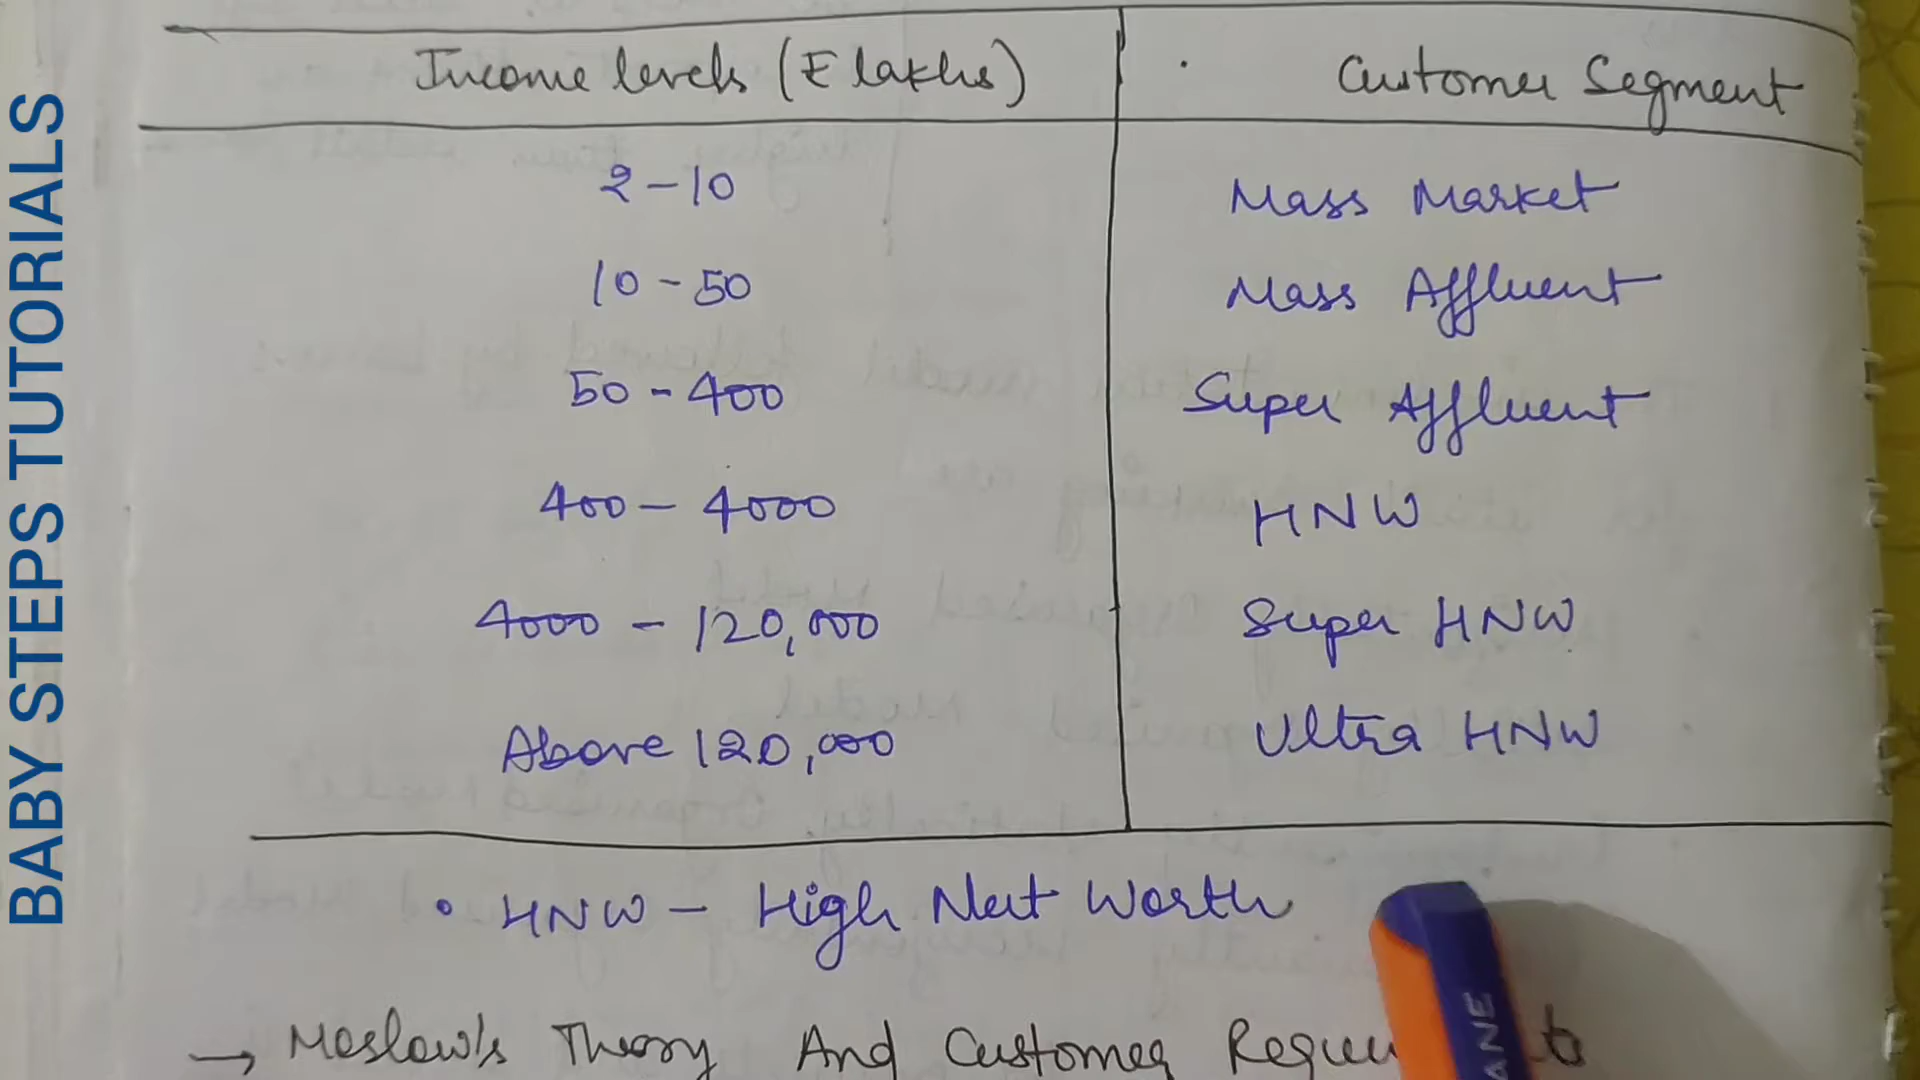 BABY STEPS TUTORIALS
Income levels (₹ lakhs) Customer Segment
2-10 Mass Market
10-50 Mass Affluent
50-400 Super Affluent
400-4000 HNW
4000-120,000 Super HNW
Above 120,000 Ultra HNW
• HNW - High Net Worth
→ Maslow's Theory And Customer
ANE